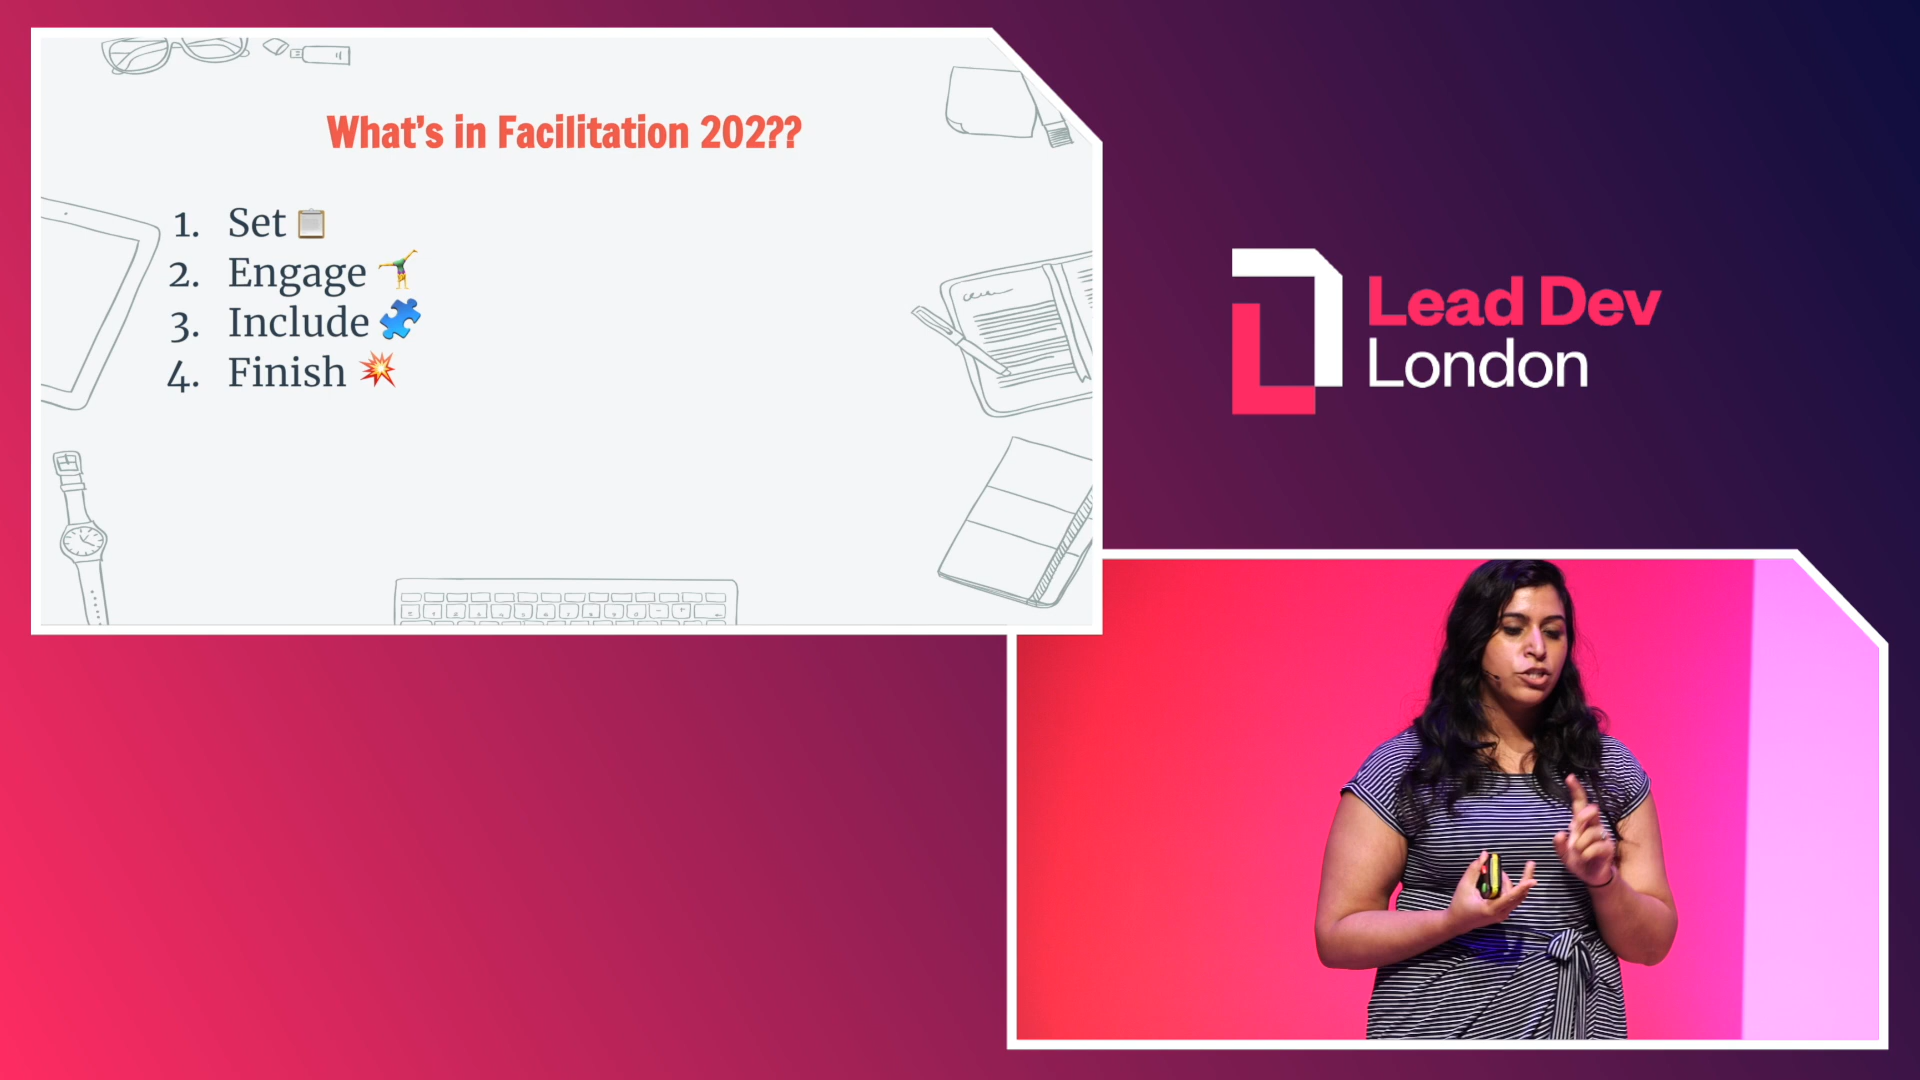 What's in Facilitation 202??
1. Set 📋
2. Engage 🤸
3. Include 🧩
4. Finish 💥
Lead Dev
London